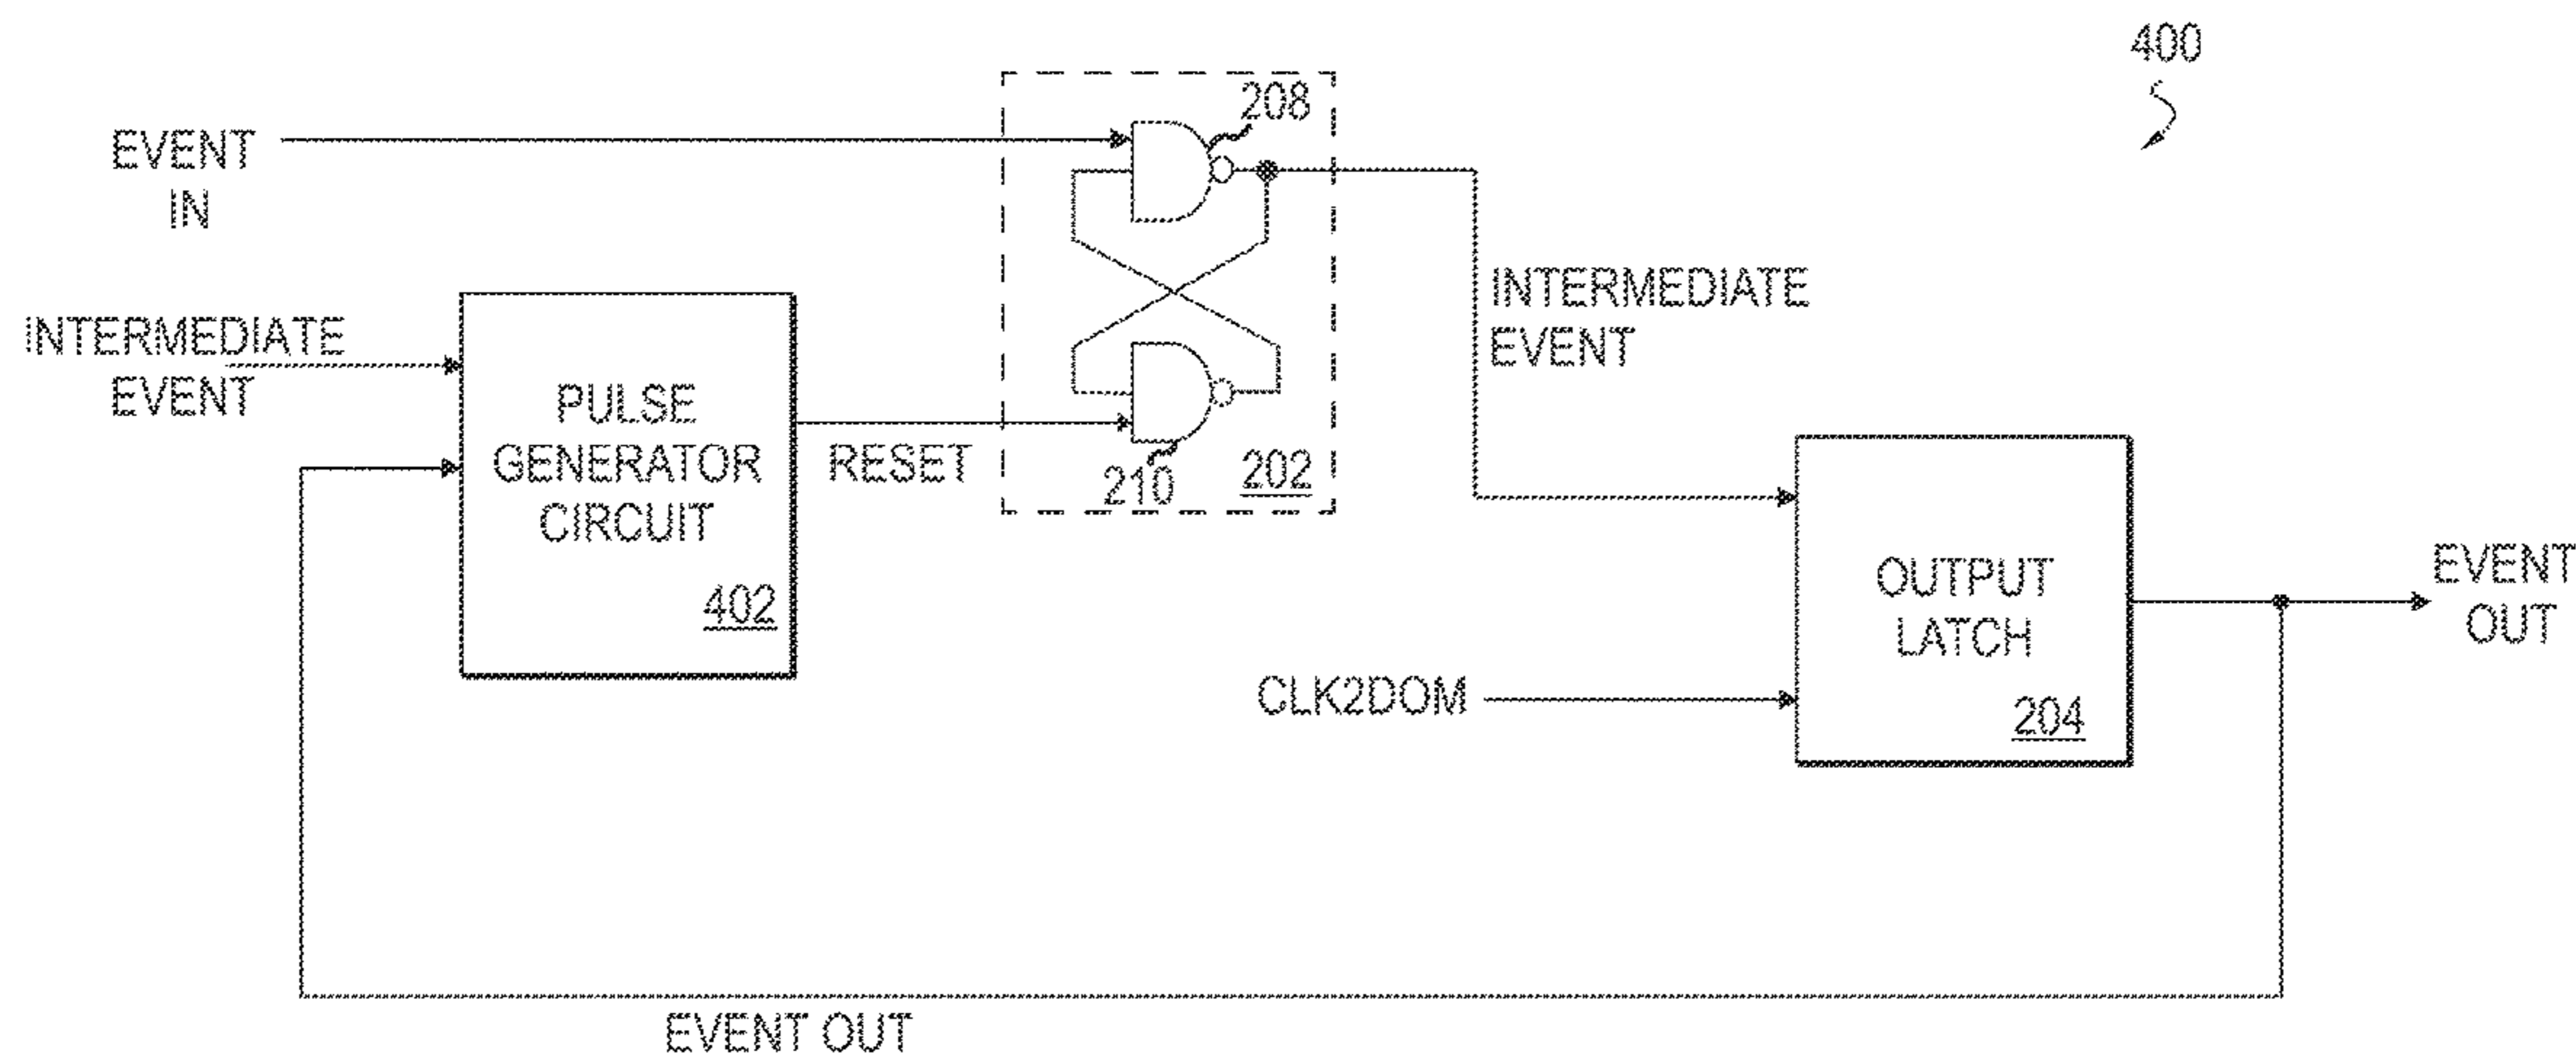 400
208
EVENT
IN
INTERMEDIATE
EVENT
PULSE
GENERATOR
CIRCUIT
402
RESET
210
202
INTERMEDIATE
EVENT
OUTPUT
LATCH
204
CLK2DOM
EVENT
OUT
EVENT OUT